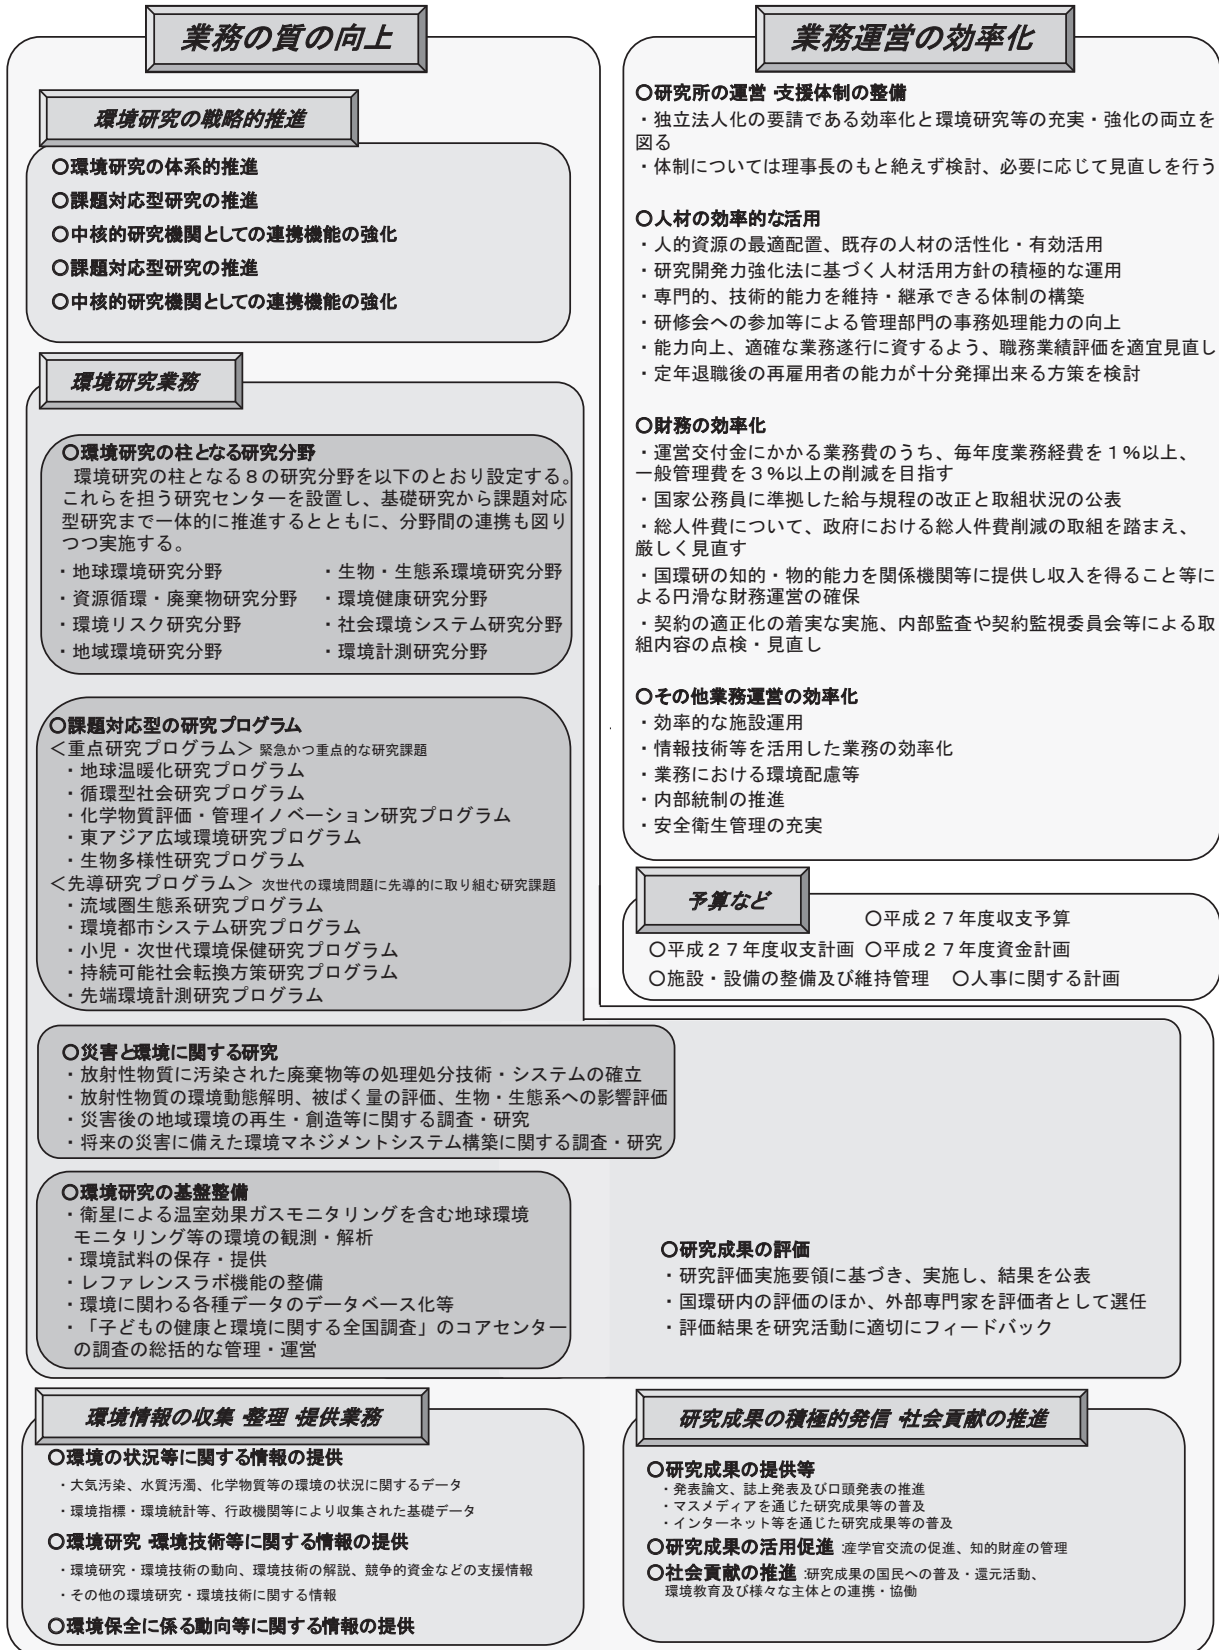 業務の質の向上
環境研究の戦略的推進
〇環境研究の体系的推進
〇課題対応型研究の推進
〇中核的研究機関としての連携機能の強化
〇課題対応型研究の推進
〇中核的研究機関としての連携機能の強化
環境研究業務
〇環境研究の柱となる研究分野
環境研究の柱となる８の研究分野を以下のとおり設定する。
これらを担う研究センターを設置し、基礎研究から課題対応
型研究まで一体的に推進するとともに、分野間の連携も図り
つつ実施する。
・地球環境研究分野　・生物・生態系環境研究分野
・資源循環・廃棄物研究分野　・環境健康研究分野
・環境リスク研究分野　・社会環境システム研究分野
・地域環境研究分野　・環境計測研究分野
〇課題対応型の研究プログラム
＜重点研究プログラム＞ 緊急かつ重点的な研究課題
・地球温暖化研究プログラム
・循環型社会研究プログラム
・化学物質評価・管理イノベーション研究プログラム
・東アジア広域環境研究プログラム
・生物多様性研究プログラム
＜先導研究プログラム＞ 次世代の環境問題に先導的に取り組む研究課題
・流域圏生態系研究プログラム
・環境都市システム研究プログラム
・小児・次世代環境保健研究プログラム
・持続可能社会転換方策研究プログラム
・先端環境計測研究プログラム
〇災害と環境に関する研究
・放射性物質に汚染された廃棄物等の処理処分技術・システムの確立
・放射性物質の環境動態解明、被ばく量の評価、生物・生態系への影響評価
・災害後の地域環境の再生・創造等に関する調査・研究
・将来の災害に備えた環境マネジメントシステム構築に関する調査・研究
〇環境研究の基盤整備
・衛星による温室効果ガスモニタリングを含む地球環境
モニタリング等の環境の観測・解析
・環境試料の保存・提供
・レファレンスラボ機能の整備
・環境に関わる各種データのデータベース化等
・「子どもの健康と環境に関する全国調査」のコアセンター
の調査の総括的な管理・運営
〇研究成果の評価
・研究評価実施要領に基づき、実施し、結果を公表
・国環研内の評価のほか、外部専門家を評価者として選任
・評価結果を研究活動に適切にフィードバック
環境情報の収集・整理・提供業務
〇環境の状況等に関する情報の提供
・大気汚染、水質汚濁、化学物質等の環境の状況に関するデータ
・環境指標・環境統計等、行政機関等により収集された基礎データ
〇環境研究・環境技術等に関する情報の提供
・環境研究・環境技術の動向、環境技術の解説、競争的資金などの支援情報
・その他の環境研究・環境技術に関する情報
〇環境保全に係る動向等に関する情報の提供
研究成果の積極的発信・社会貢献の推進
〇研究成果の提供等
・発表論文、誌上発表及び口頭発表の推進
・マスメディアを通じた研究成果等の普及
・インターネット等を通じた研究成果等の普及
〇研究成果の活用促進：産学官交流の促進、知的財産の管理
〇社会貢献の推進：研究成果の国民への普及・還元活動、
環境教育及び様々な主体との連携・協働
業務運営の効率化
〇研究所の運営・支援体制の整備
・独立法人化の要請である効率化と環境研究等の充実・強化の両立を
図る
・体制については理事長のもと絶えず検討、必要に応じて見直しを行う
〇人材の効率的な活用
・人的資源の最適配置、既存の人材の活性化・有効活用
・研究開発力強化法に基づく人材活用方針の積極的な運用
・専門的、技術的能力を維持・継承できる体制の構築
・研修会への参加等による管理部門の事務処理能力の向上
・能力向上、適確な業務遂行に資するよう、職務業績評価を適宜見直し
・定年退職後の再雇用者の能力が十分発揮出来る方策を検討
〇財務の効率化
・運営交付金にかかる業務費のうち、毎年度業務経費を１％以上、
一般管理費を３％以上の削減を目指す
・国家公務員に準拠した給与規程の改正と取組状況の公表
・総人件費について、政府における総人件費削減の取組を踏まえ、
厳しく見直す
・国環研の知的・物的能力を関係機関等に提供し収入を得ること等に
よる円滑な財務運営の確保
・契約の適正化の着実な実施、内部監査や契約監視委員会等による取
組内容の点検・見直し
〇その他業務運営の効率化
・効率的な施設運用
・情報技術等を活用した業務の効率化
・業務における環境配慮等
・内部統制の推進
・安全衛生管理の充実
予算など
〇平成２７年度収支予算
〇平成２７年度収支計画 〇平成２７年度資金計画
〇施設・設備の整備及び維持管理　〇人事に関する計画